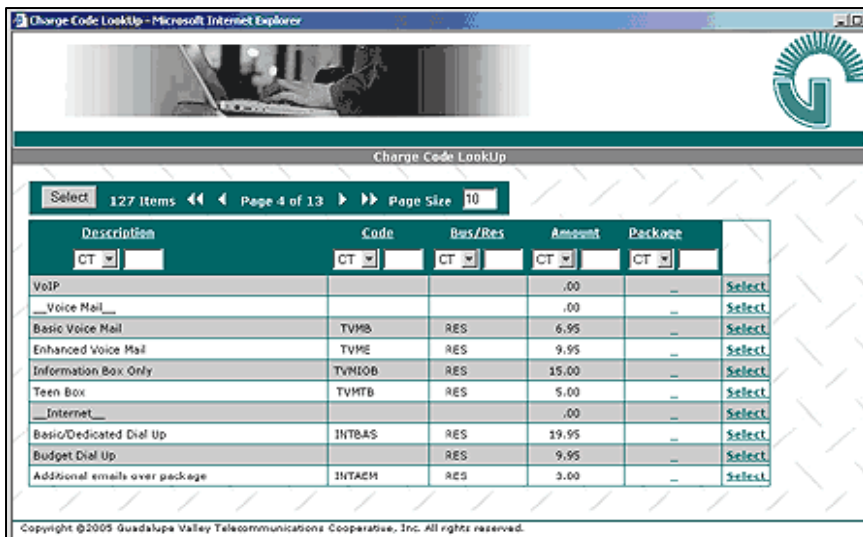 Charge Code LookUp - Microsoft Internet Explorer
Charge Code LookUp
Select 127 Items Page 4 of 13 Page Size 10
Description Code Bus/Res Amount Package
CT CT CT CT CT
VoIP .00 _ Select
__Voice Mail__ .00 _ Select
Basic Voice Mail TVMB RES 6.95 _ Select
Enhanced Voice Mail TVME RES 9.95 _ Select
Information Box Only TVMIOB RES 15.00 _ Select
Teen Box TVMTB RES 5.00 _ Select
__Internet__ .00 _ Select
Basic/Dedicated Dial Up INTBAS RES 19.95 _ Select
Budget Dial Up RES 9.95 _ Select
Additional emails over package INTAEM RES 3.00 _ Select
Copyright @2005 Guadalupe Valley Telecommunications Cooperative, Inc. All rights reserved.